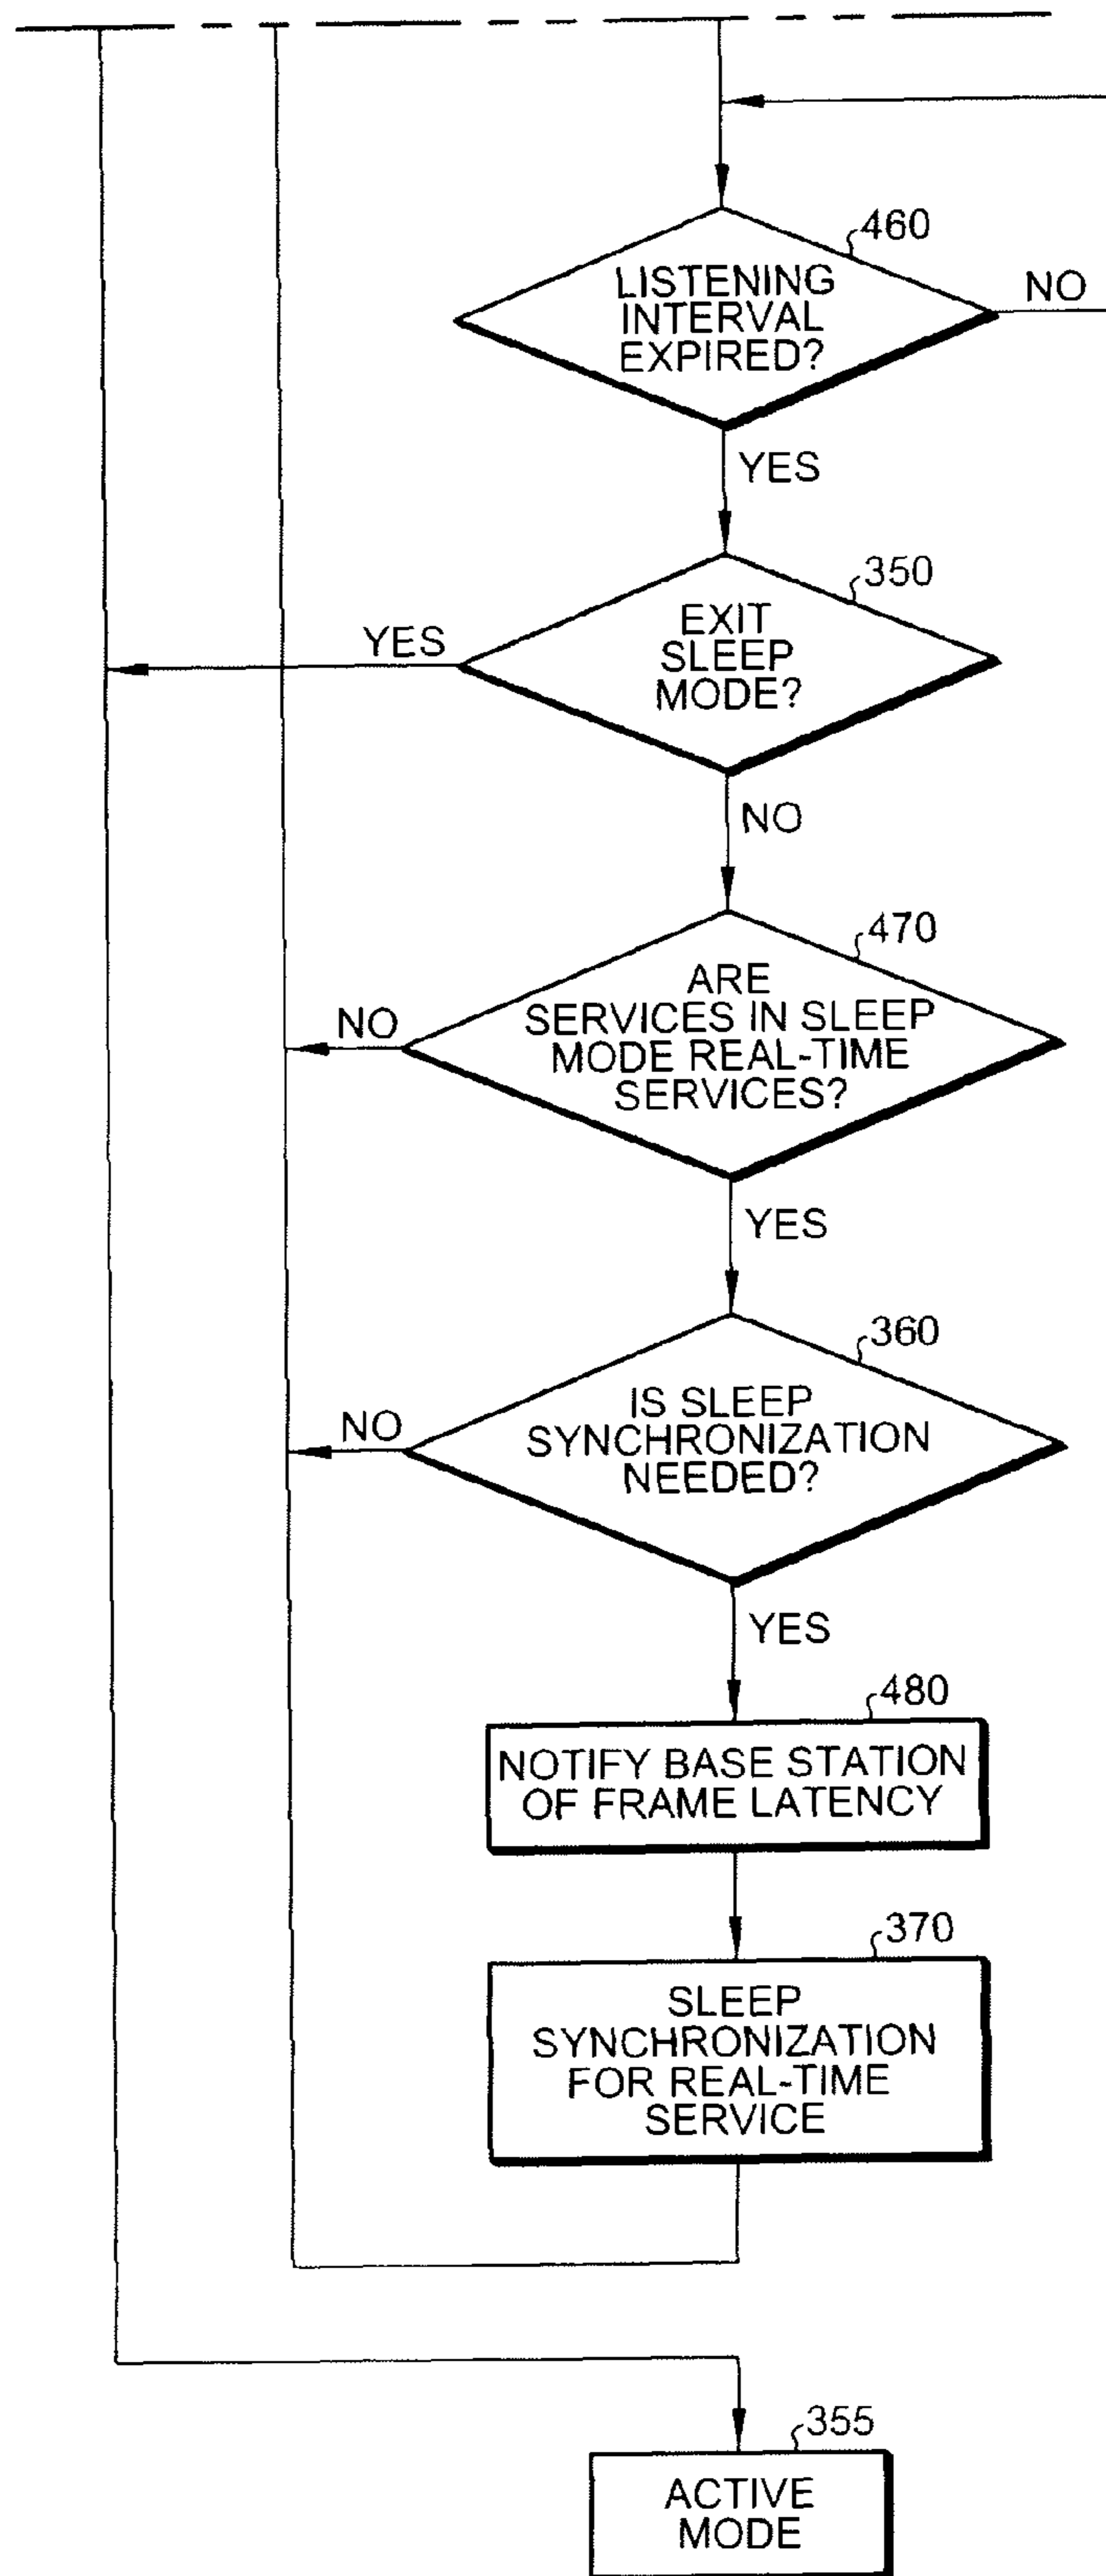 460
LISTENING
INTERVAL
EXPIRED?
NO
YES
350
EXIT
SLEEP
MODE?
YES
NO
470
ARE
SERVICES IN SLEEP
MODE REAL-TIME
SERVICES?
NO
YES
360
IS SLEEP
SYNCHRONIZATION
NEEDED?
NO
YES
480
NOTIFY BASE STATION
OF FRAME LATENCY
370
SLEEP
SYNCHRONIZATION
FOR REAL-TIME
SERVICE
355
ACTIVE
MODE